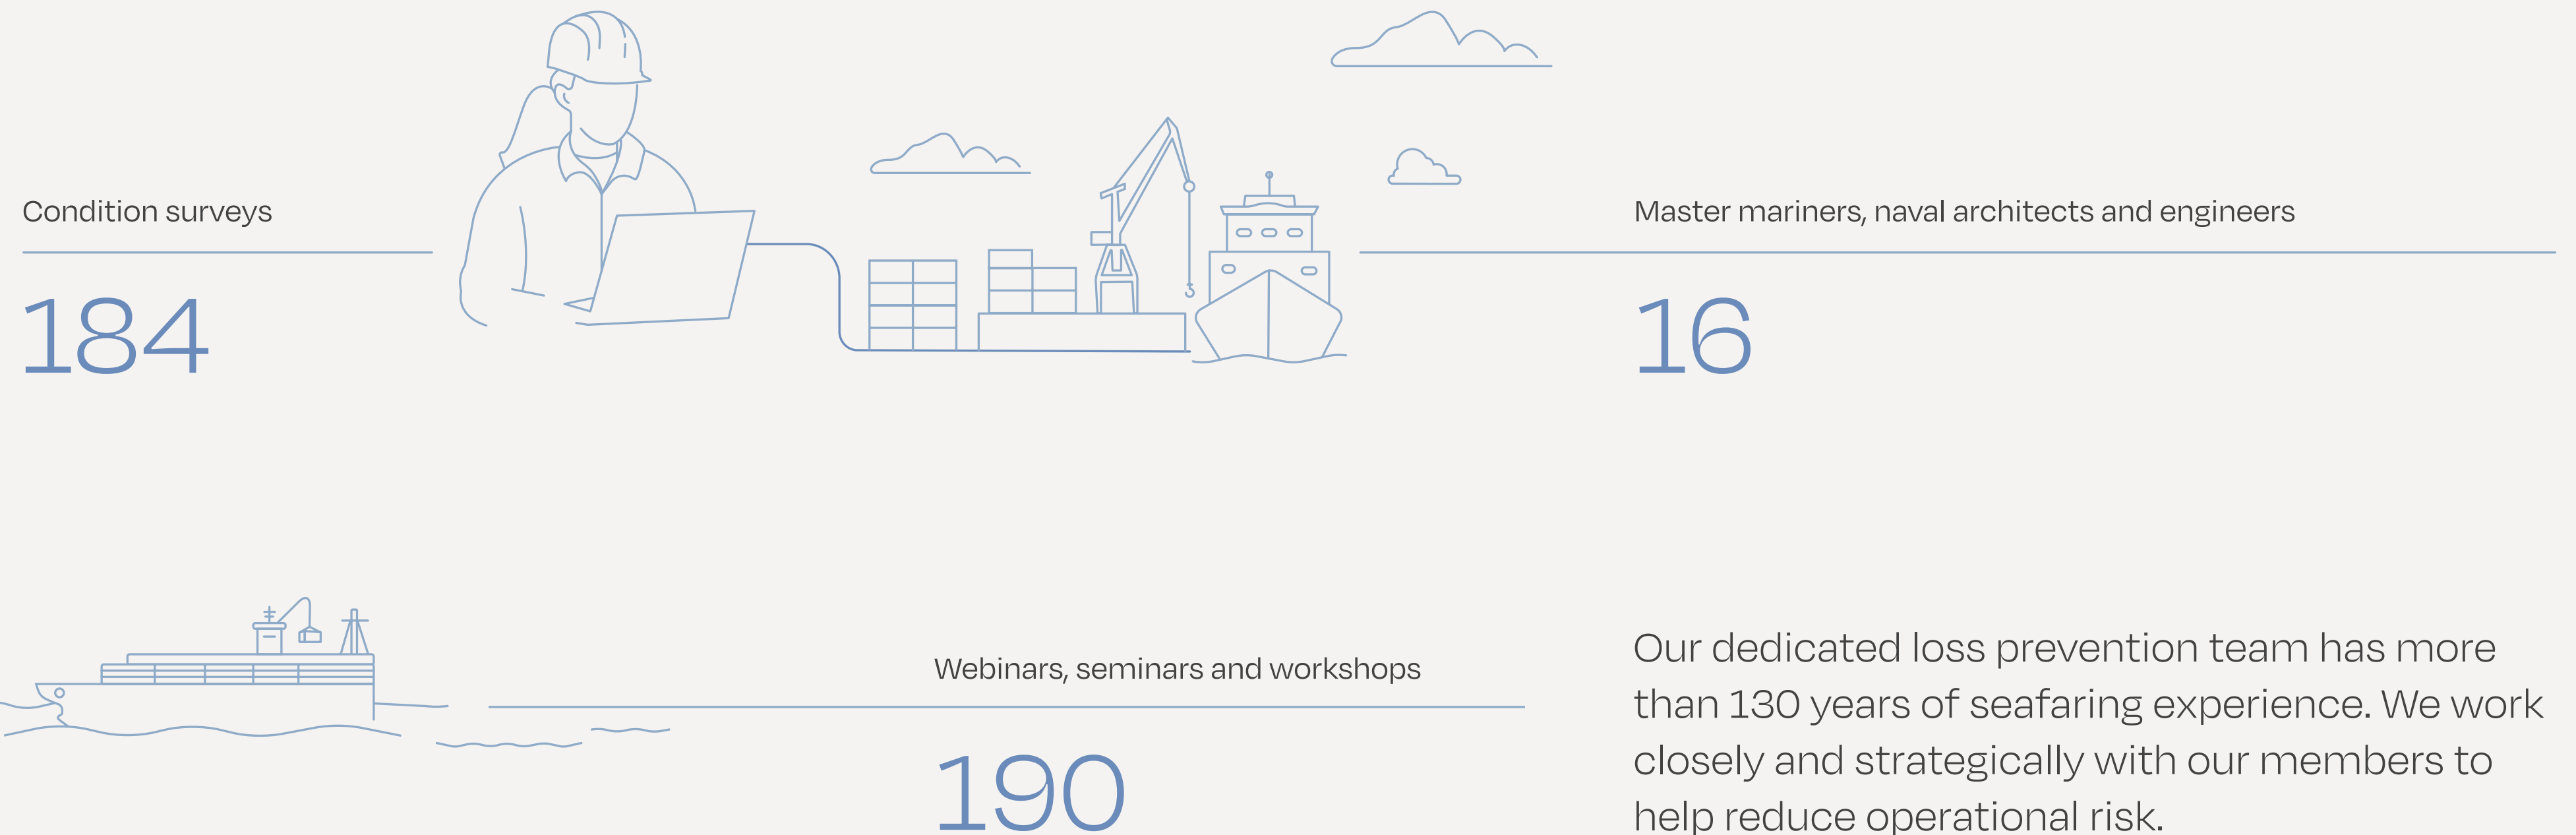 Condition surveys
184
Master mariners, naval architects and engineers
16
Webinars, seminars and workshops
190
Our dedicated loss prevention team has more
than 130 years of seafaring experience. We work
closely and strategically with our members to
help reduce operational risk.